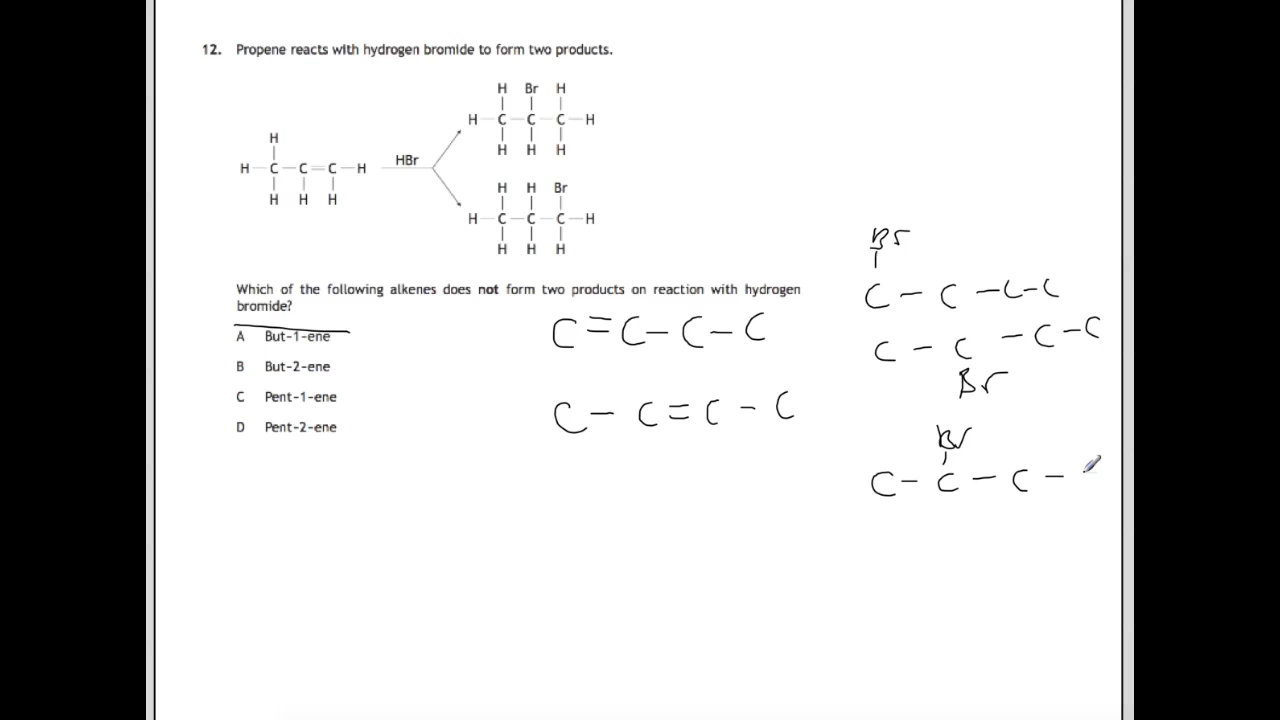 12. Propene reacts with hydrogen bromide to form two products.
H Br H
H C C C H
H H H
H
H C C C H
H H H
HBr
H H Br
H C C C H
H H H
Which of the following alkenes does not form two products on reaction with hydrogen
bromide?
A But-1-ene
B But-2-ene
C Pent-1-ene
D Pent-2-ene
C=C-C-C
C-C=C-C
Br
C-C-C-C
C-C-C-C
Br
Br
C-C-C-